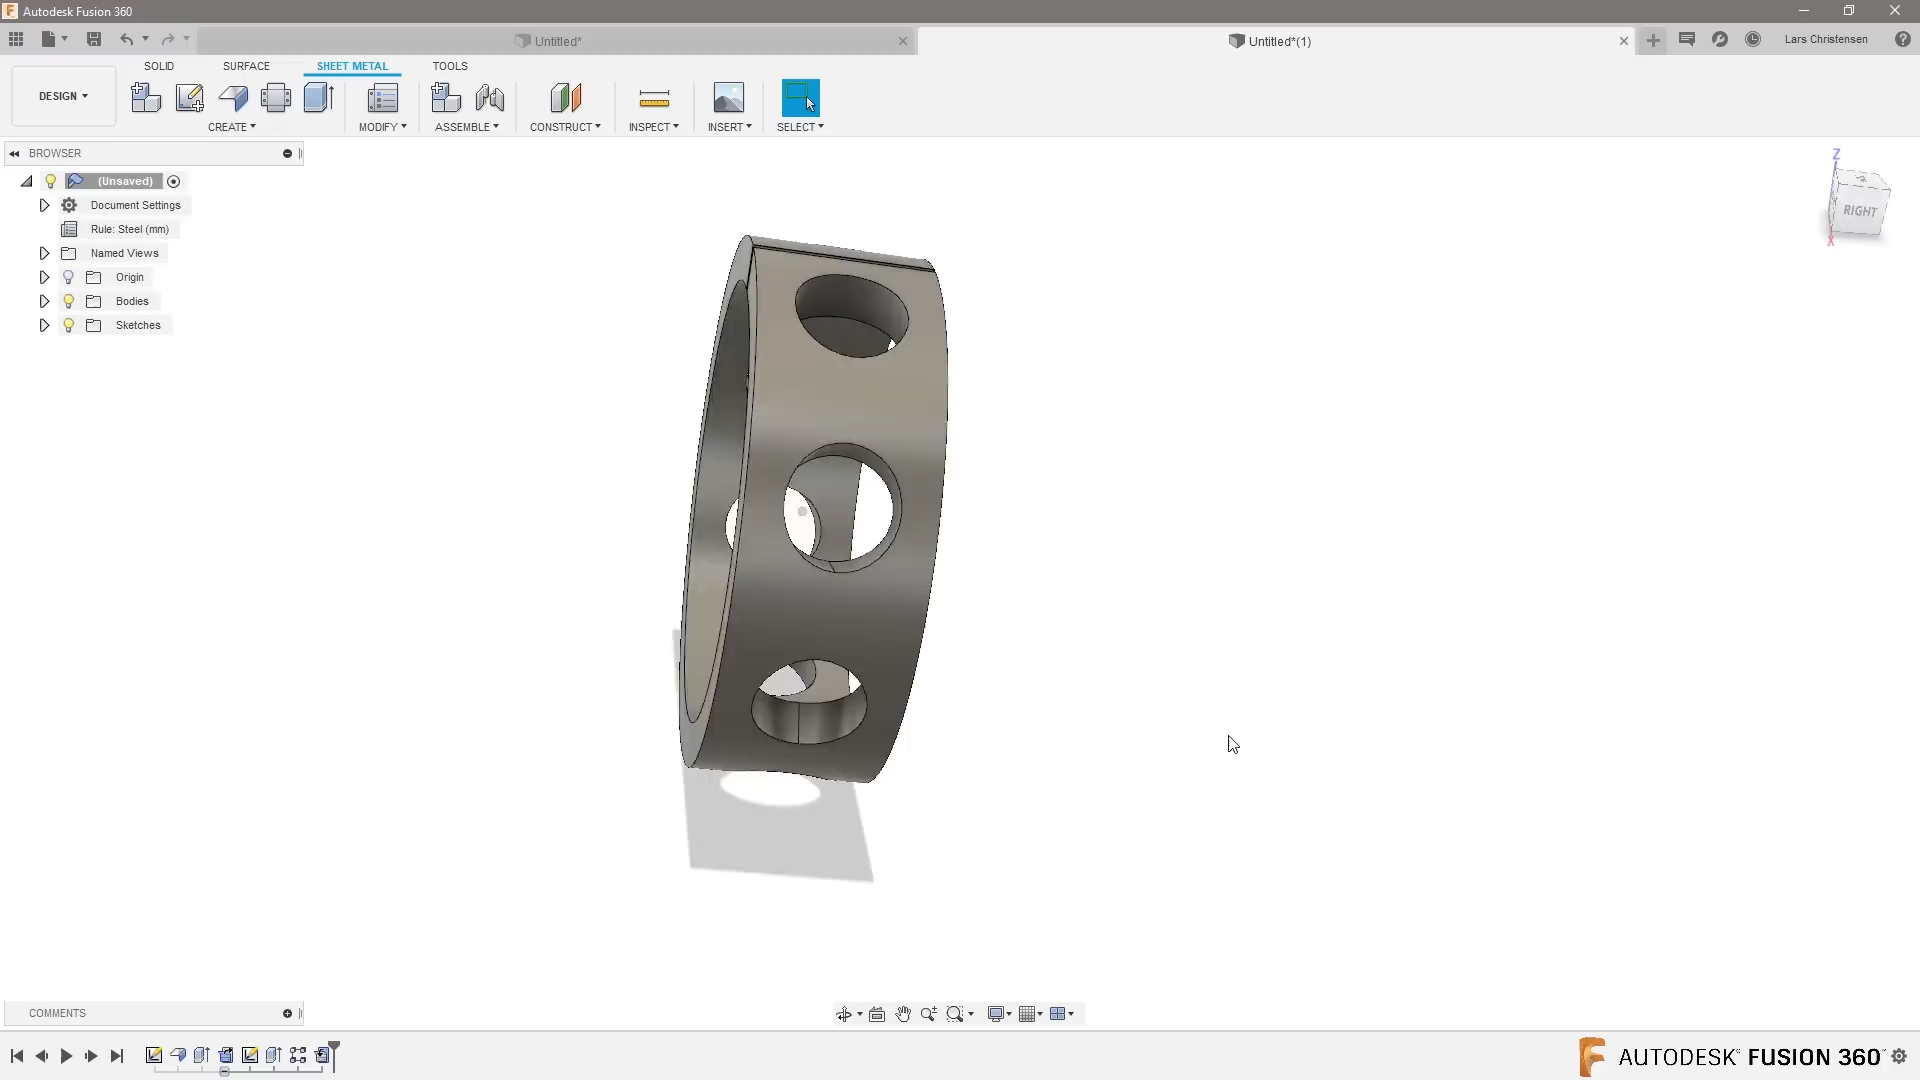 Autodesk Fusion 360
Untitled*
Untitled*(1)
Lars Christensen
SOLID
SURFACE
SHEET METAL
TOOLS
DESIGN
CREATE
MODIFY
ASSEMBLE
CONSTRUCT
INSPECT
INSERT
SELECT
BROWSER
(Unsaved)
Document Settings
Rule: Steel (mm)
Named Views
Origin
Bodies
Sketches
Z
RIGHT
X
COMMENTS
AUTODESK FUSION 360